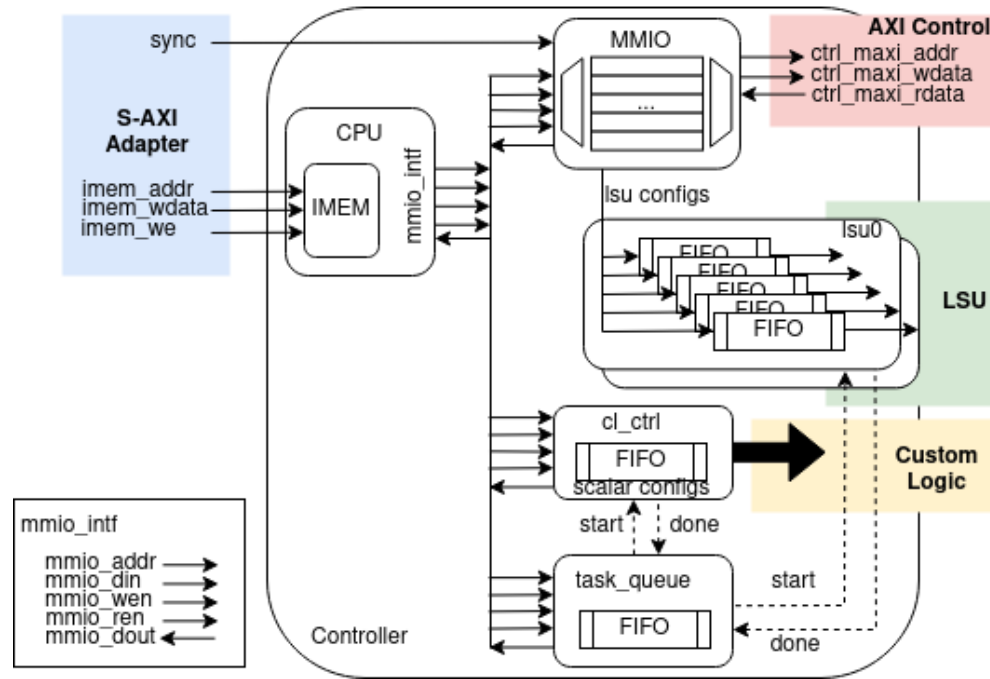 sync
S-AXI
Adapter
imem_addr
imem_wdata
imem_we
CPU
IMEM
mmio_intf
MMIO
...
AXI Control
ctrl_maxi_addr
ctrl_maxi_wdata
ctrl_maxi_rdata
lsu configs
lsu0
FIFO
FIFO
FIFO
FIFO
FIFO
LSU
cl_ctrl
FIFO
scalar configs
Custom
Logic
start
done
task_queue
FIFO
start
done
Controller
mmio_intf
mmio_addr
mmio_din
mmio_wen
mmio_ren
mmio_dout